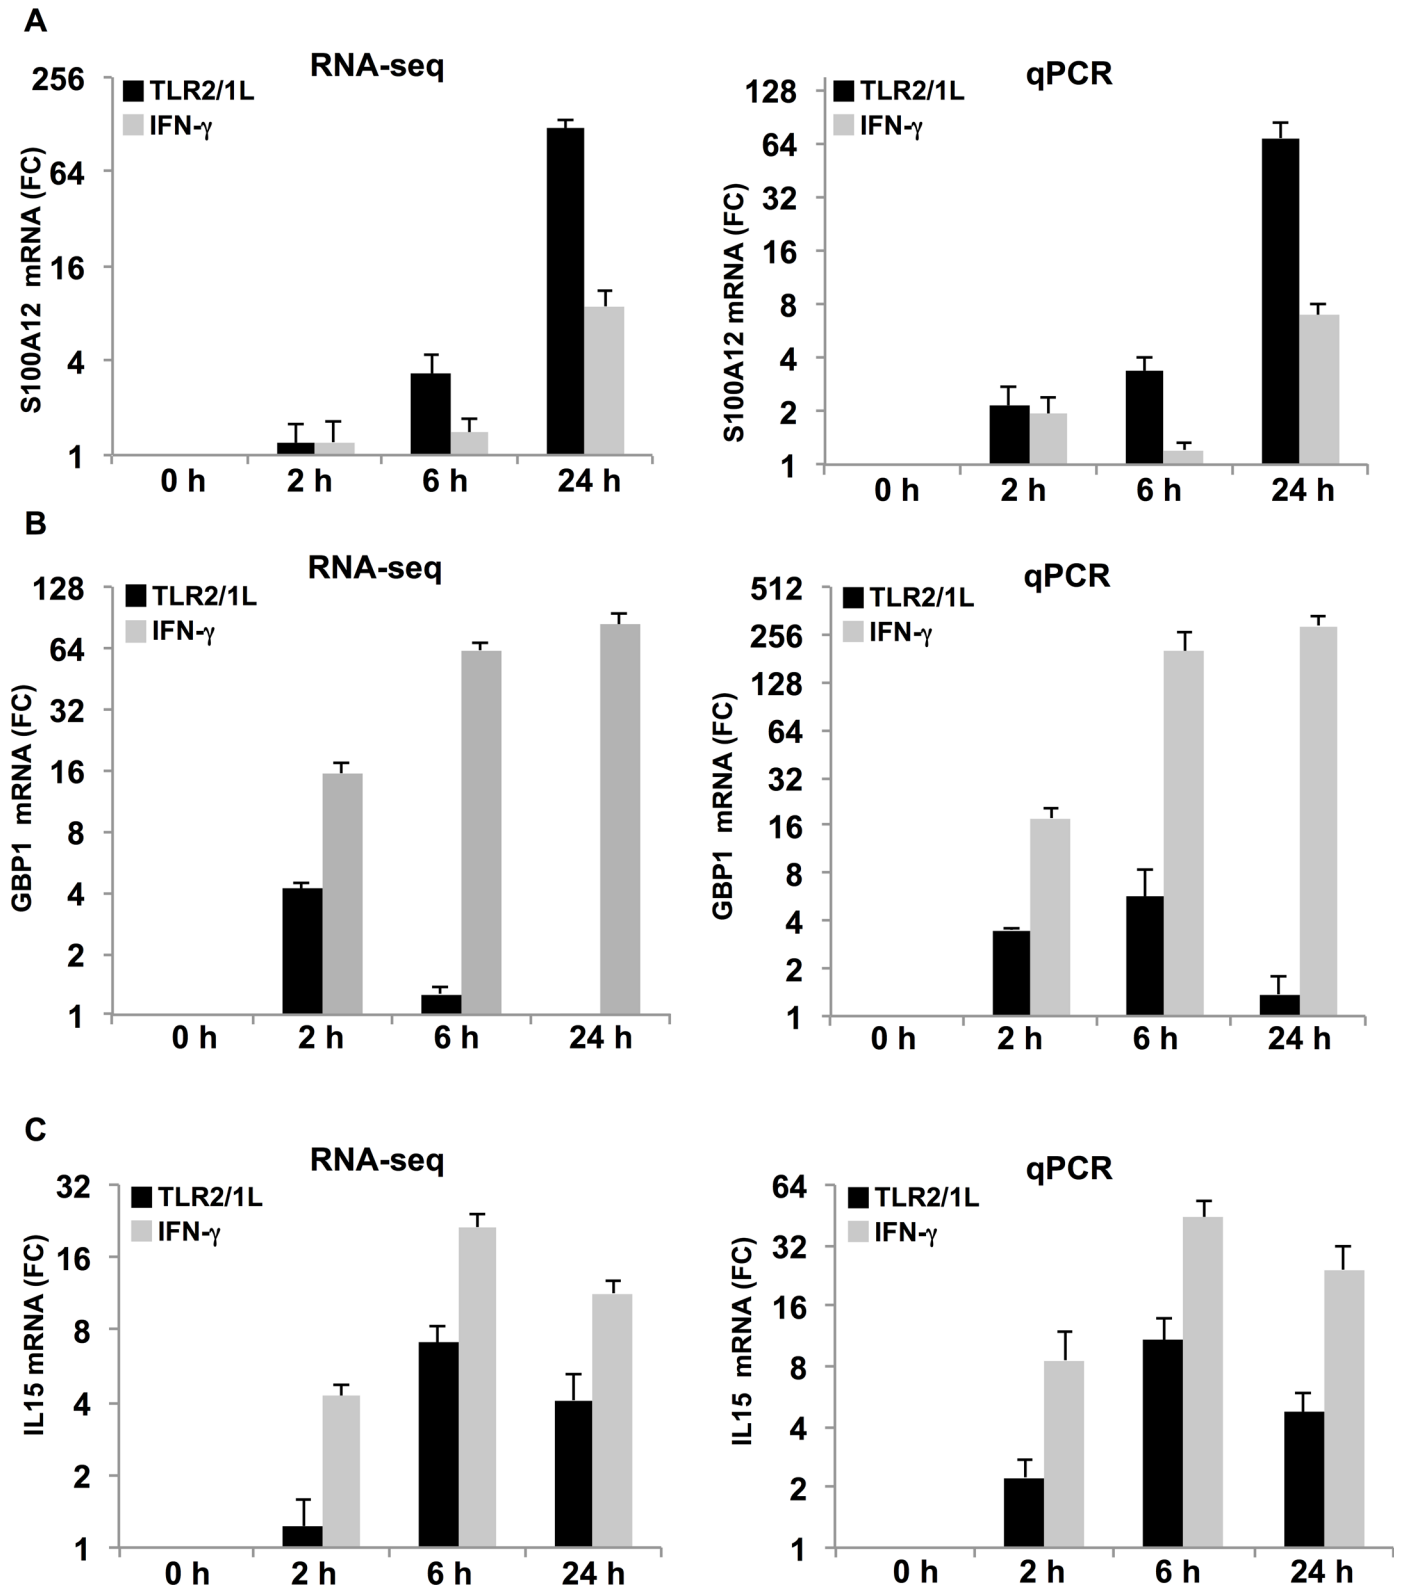 A
RNA-seq
TLR2/1L
IFN-γ
S100A12 mRNA (FC)
256
64
16
4
1
0 h 2 h 6 h 24 h
qPCR
TLR2/1L
IFN-γ
S100A12 mRNA (FC)
128
64
32
16
8
4
2
1
0 h 2 h 6 h 24 h
B
RNA-seq
TLR2/1L
IFN-γ
GBP1 mRNA (FC)
128
64
32
16
8
4
2
1
0 h 2 h 6 h 24 h
qPCR
TLR2/1L
IFN-γ
GBP1 mRNA (FC)
512
256
128
64
32
16
8
4
2
1
0 h 2 h 6 h 24 h
C
RNA-seq
TLR2/1L
IFN-γ
IL15 mRNA (FC)
32
16
8
4
2
1
0 h 2 h 6 h 24 h
qPCR
TLR2/1L
IFN-γ
IL15 mRNA (FC)
64
32
16
8
4
2
1
0 h 2 h 6 h 24 h